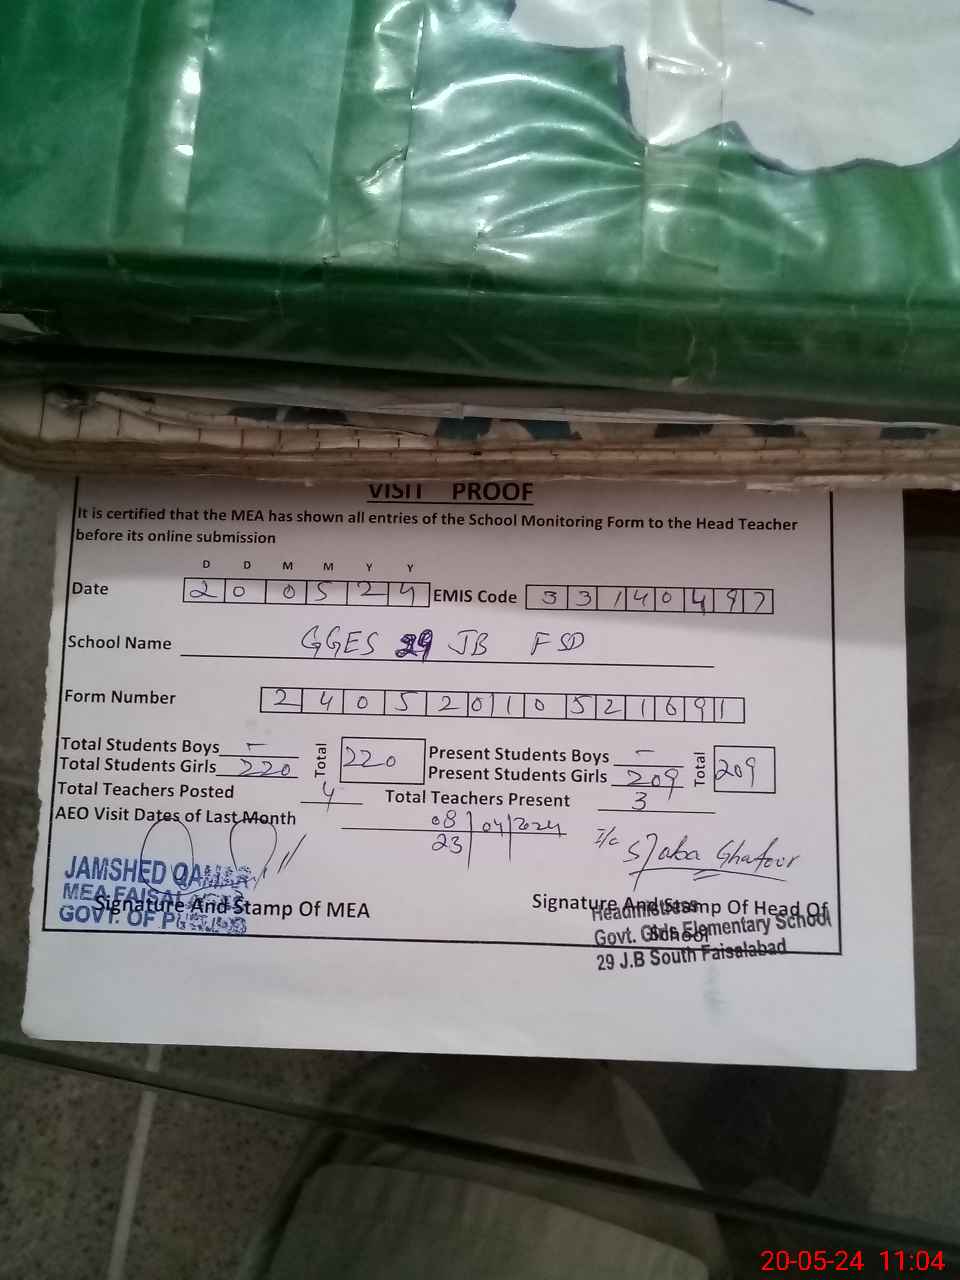 VISIT PROOF
It is certified that the MEA has shown all entries of the School Monitoring Form to the Head Teacher
before its online submission
D D M M Y Y
Date 2 0 0 5 2 4 EMIS Code 3 3 1 4 0 4 9 7
School Name GGES 29 JB FSD
Form Number 2 4 0 5 2 0 1 0 5 2 1 6 9 1
Total Students Boys - Total 220 Present Students Boys - Total 209
Total Students Girls 220 Present Students Girls 209
Total Teachers Posted 4 Total Teachers Present 3
AEO Visit Dates of Last Month 08 04 2024
23
I/c Ghafoor
JAMSHED
MEA FAISAL
GOVT. OF
Signature And Stamp Of MEA
Signature And Stamp Of Head Of
School
Headmistress
Govt. Girls Elementary School
29 J.B South Faisalabad
20-05-24 11:04